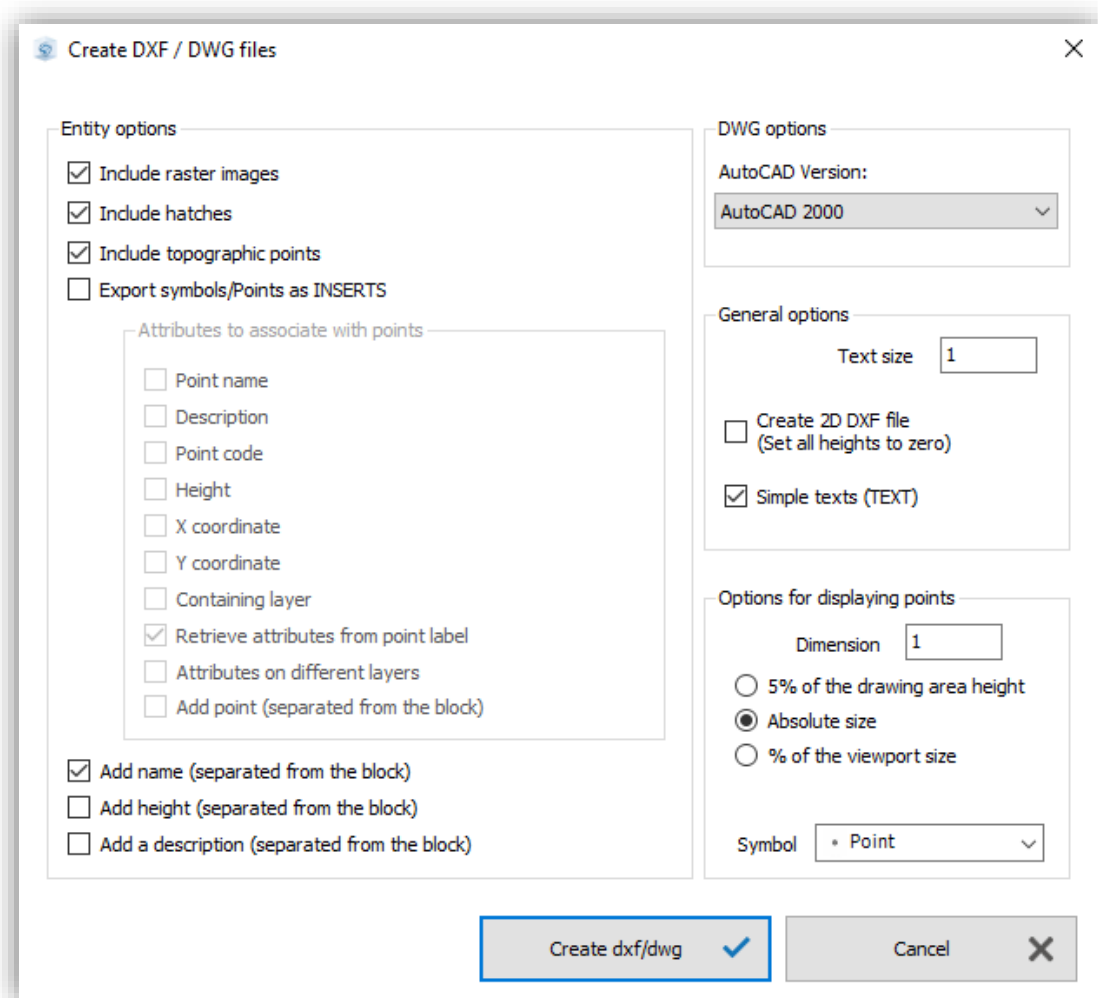 Create DXF / DWG files
Entity options
Include raster images
Include hatches
Include topographic points
Export symbols/Points as INSERTS
Attributes to associate with points
Point name
Description
Point code
Height
X coordinate
Y coordinate
Containing layer
Retrieve attributes from point label
Attributes on different layers
Add point (separated from the block)
Add name (separated from the block)
Add height (separated from the block)
Add a description (separated from the block)
DWG options
AutoCAD Version:
AutoCAD 2000
General options
Text size 1
Create 2D DXF file
(Set all heights to zero)
Simple texts (TEXT)
Options for displaying points
Dimension 1
5% of the drawing area height
Absolute size
% of the viewport size
Symbol Point
Create dxf/dwg
Cancel